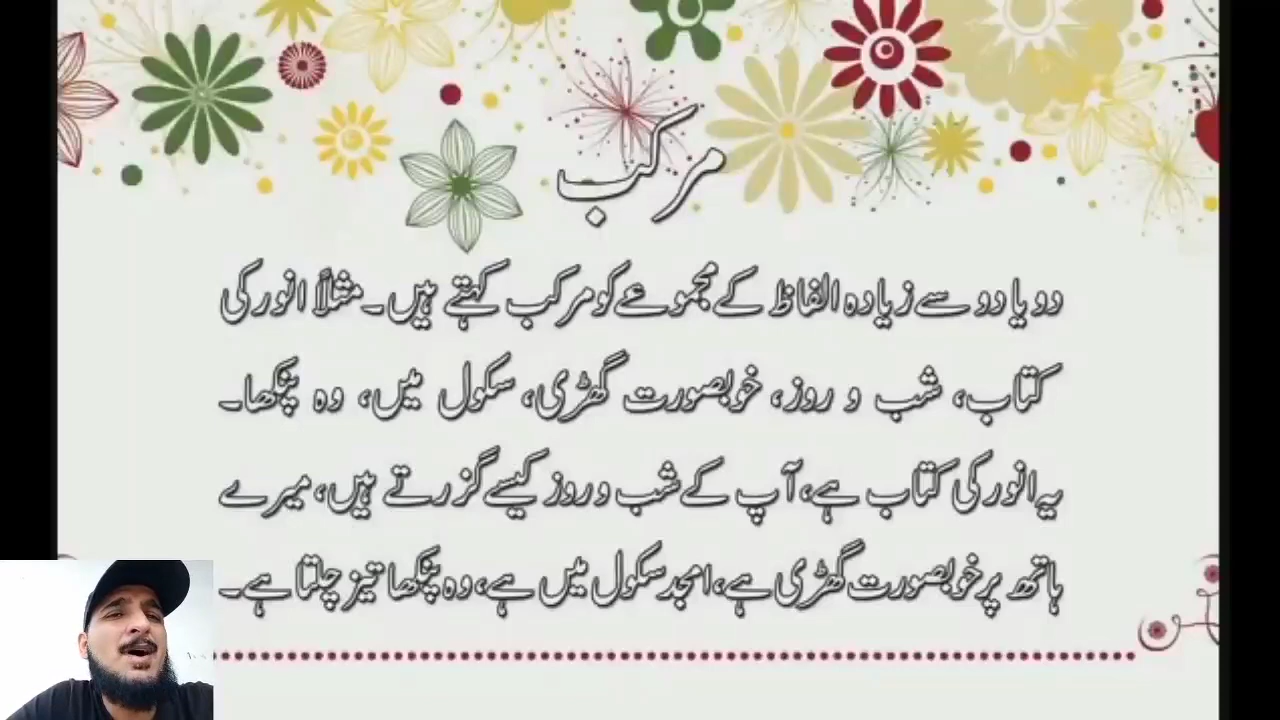 مرکب
دو یا دو سے زیادہ الفاظ کے مجموعے کو مرکب کہتے ہیں۔ مثلاً انور کی
کتاب، شب و روز، خوبصورت گھڑی، سکول میں، وہ پنکھا۔
یہ انور کی کتاب ہے، آپ کے شب و روز کیسے گزرتے ہیں، میرے
ہاتھ پر خوبصورت گھڑی ہے، امجد سکول میں ہے، وہ پنکھا تیز چلتا ہے۔